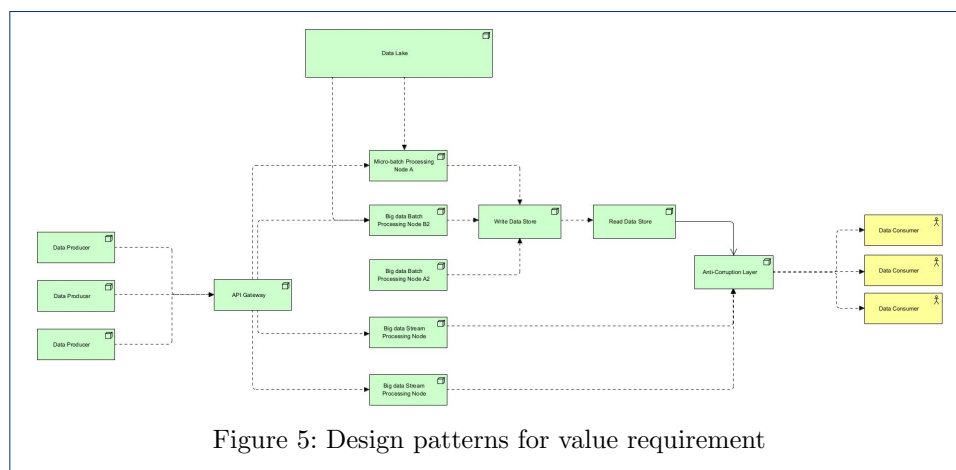 Data Lake
Micro-batch Processing
Node A
Big data Batch
Processing Node B2
Write Data Store
Read Data Store
Data Consumer
Data Producer
Big data Batch
Processing Node A2
Anti-Corruption Layer
Data Consumer
Data Producer
API Gateway
Data Consumer
Data Producer
Big data Stream
Processing Node
Big data Stream
Processing Node
Figure 5: Design patterns for value requirement